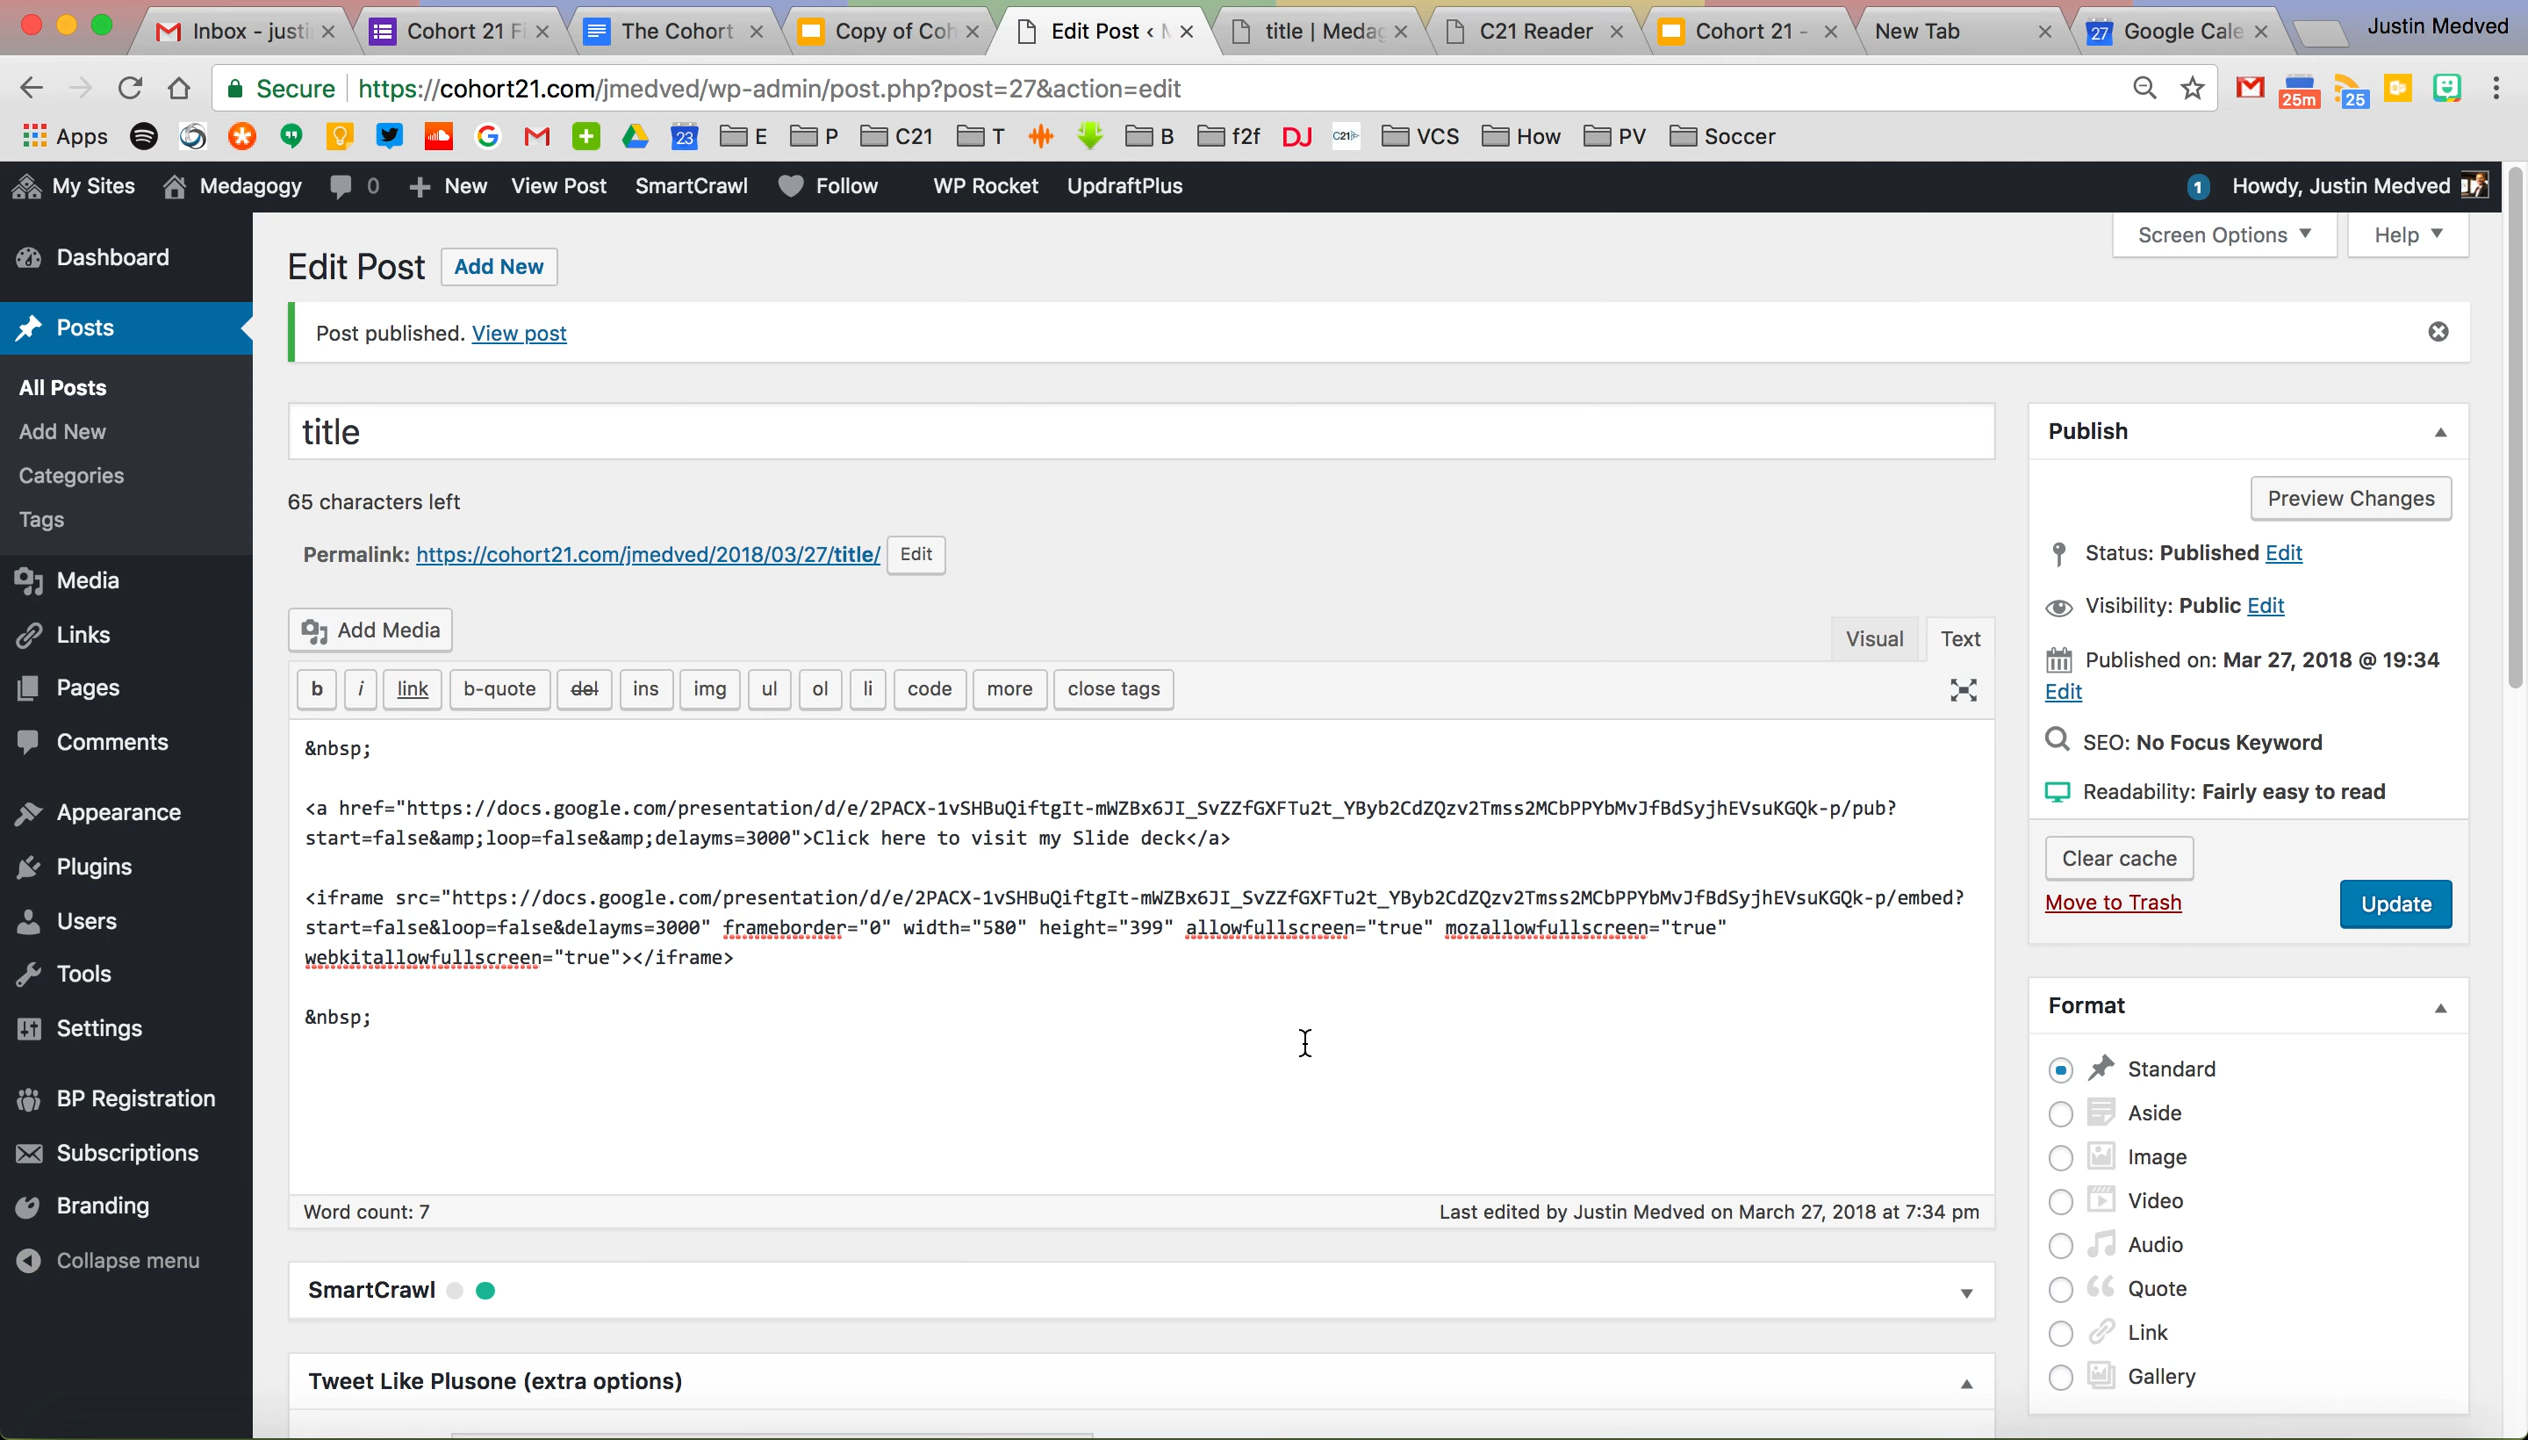 Inbox - justi
Cohort 21 Fi
The Cohort
Copy of Coh
Edit Post ‹
title | Medag
C21 Reader
Cohort 21 -
New Tab
27 Google Cale
Justin Medved
Secure https://cohort21.com/jmedved/wp-admin/post.php?post=27&action=edit
25m 25
Apps 23 E P C21 T B f2f DJ C21 VCS How PV Soccer
My Sites Medagogy 0 New View Post SmartCrawl Follow WP Rocket UpdraftPlus 1 Howdy, Justin Medved
Screen Options Help
Dashboard
Posts
All Posts
Add New
Categories
Tags
Media
Links
Pages
Comments
Appearance
Plugins
Users
Tools
Settings
BP Registration
Subscriptions
Branding
Collapse menu
Edit Post Add New
Post published. View post
title
65 characters left
Permalink: https://cohort21.com/jmedved/2018/03/27/title/ Edit
Add Media
Visual Text
b i link b-quote del ins img ul ol li code more close tags
&nbsp;
<a href="https://docs.google.com/presentation/d/e/2PACX-1vSHBuQiftgIt-mWZBx6JI_SvZZfGXFTu2t_YByb2CdZQzv2Tmss2MCbPPYbMvJfBdSyjhEVsuKGQk-p/pub?
start=false&amp;loop=false&amp;delayms=3000">Click here to visit my Slide deck</a>
<iframe src="https://docs.google.com/presentation/d/e/2PACX-1vSHBuQiftgIt-mWZBx6JI_SvZZfGXFTu2t_YByb2CdZQzv2Tmss2MCbPPYbMvJfBdSyjhEVsuKGQk-p/embed?
start=false&loop=false&delayms=3000" frameborder="0" width="580" height="399" allowfullscreen="true" mozallowfullscreen="true"
webkitallowfullscreen="true"></iframe>
&nbsp;
Word count: 7
Last edited by Justin Medved on March 27, 2018 at 7:34 pm
SmartCrawl
Tweet Like Plusone (extra options)
Publish
Preview Changes
Status: Published Edit
Visibility: Public Edit
Published on: Mar 27, 2018 @ 19:34
Edit
SEO: No Focus Keyword
Readability: Fairly easy to read
Clear cache
Move to Trash
Update
Format
Standard
Aside
Image
Video
Audio
Quote
Link
Gallery